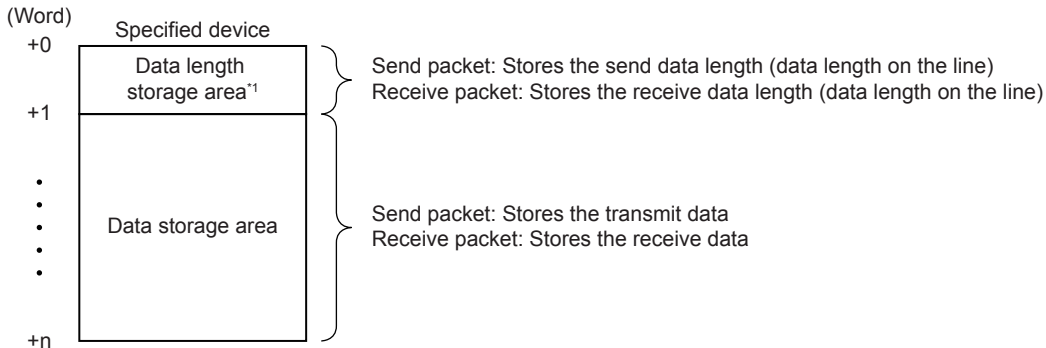 (Word)
Specified device
+0
Data length
storage area*1
Send packet: Stores the send data length (data length on the line)
Receive packet: Stores the receive data length (data length on the line)
+1
Data storage area
Send packet: Stores the transmit data
Receive packet: Stores the receive data
+n